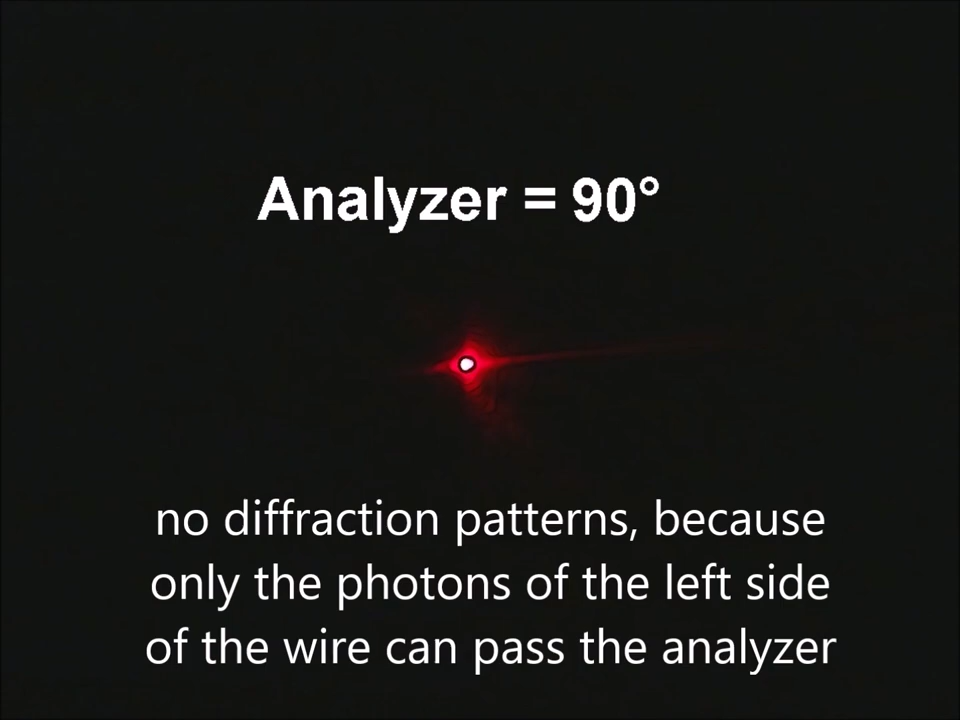 Analyzer = 90°
no diffraction patterns, because
only the photons of the left side
of the wire can pass the analyzer